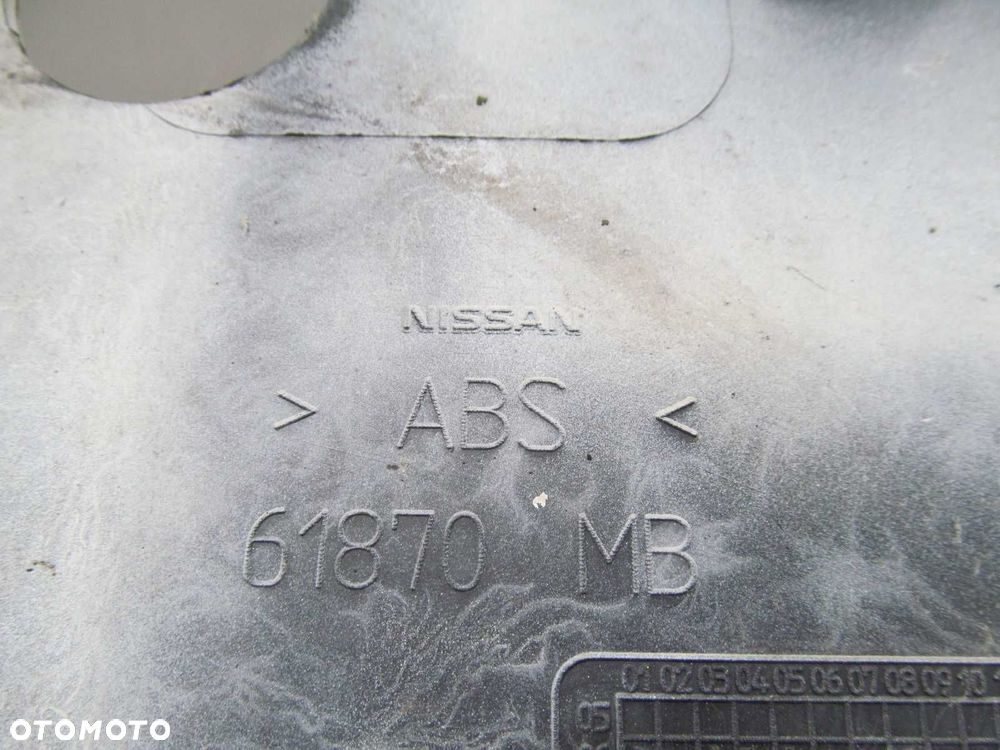 NISSAN
> ABS <
61870 MB
01 02 03 04 05 06 07 08 09 10
05
OTOMOTO